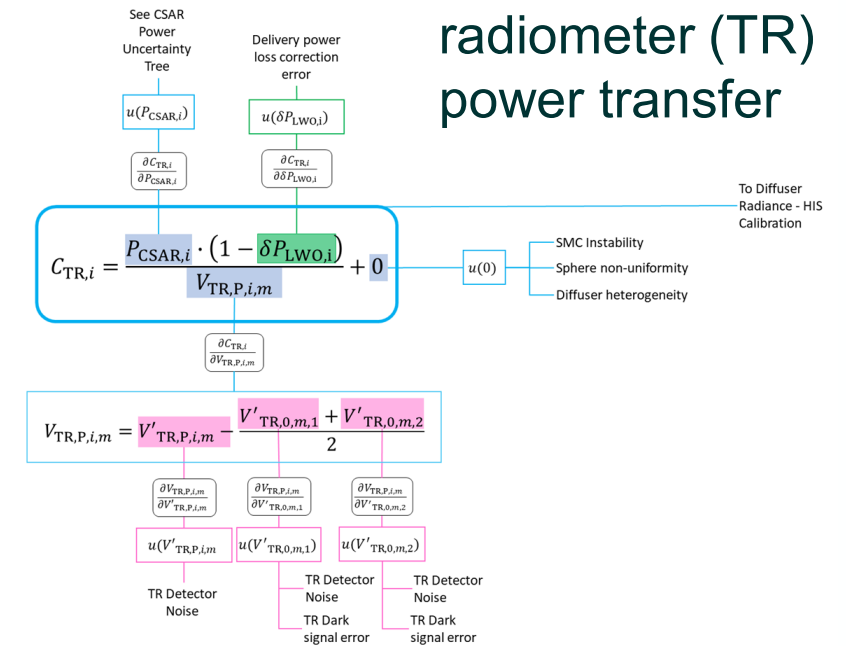 radiometer (TR)
power transfer
See CSAR
Power
Uncertainty
Tree
Delivery power
loss correction
error
u(P_CSAR,i)
u(δP_LWO,i)
∂C_TR,i / ∂P_CSAR,i
∂C_TR,i / ∂δP_LWO,i
To Diffuser
Radiance - HIS
Calibration
C_TR,i = P_CSAR,i · (1 − δP_LWO,i) / V_TR,P,i,m + 0
u(0)
SMC Instability
Sphere non-uniformity
Diffuser heterogeneity
∂C_TR,i / ∂V_TR,P,i,m
V_TR,P,i,m = V′_TR,P,i,m − (V′_TR,0,m,1 + V′_TR,0,m,2) / 2
∂V_TR,P,i,m / ∂V′_TR,P,i,m
∂V_TR,P,i,m / ∂V′_TR,0,m,1
∂V_TR,P,i,m / ∂V′_TR,0,m,2
u(V′_TR,P,i,m
u(V′_TR,0,m,1)
u(V′_TR,0,m,2)
TR Detector
Noise
TR Detector
Noise
TR Dark
signal error
TR Detector
Noise
TR Dark
signal error